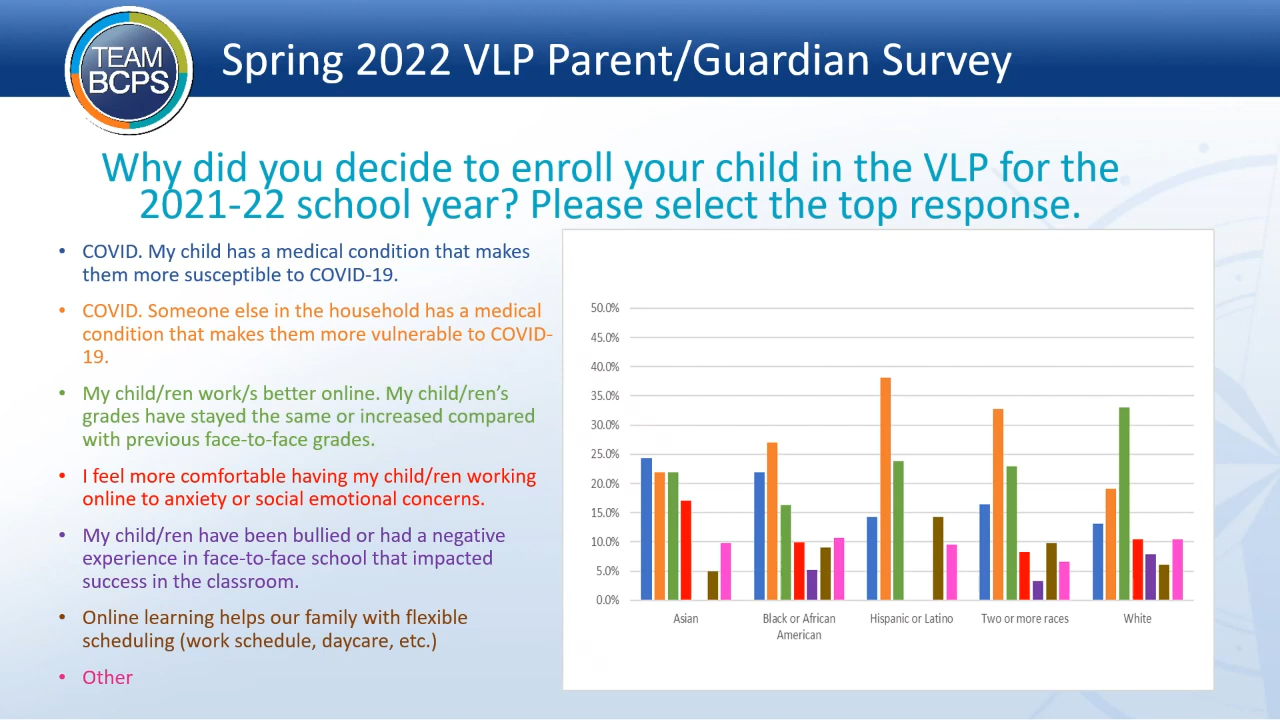 TEAM
BCPS
Spring 2022 VLP Parent/Guardian Survey
Why did you decide to enroll your child in the VLP for the
2021-22 school year? Please select the top response.
• COVID. My child has a medical condition that makes
them more susceptible to COVID-19.
• COVID. Someone else in the household has a medical
condition that makes them more vulnerable to COVID-
19.
• My child/ren work/s better online. My child/ren's
grades have stayed the same or increased compared
with previous face-to-face grades.
• I feel more comfortable having my child/ren working
online to anxiety or social emotional concerns.
• My child/ren have been bullied or had a negative
experience in face-to-face school that impacted
success in the classroom.
• Online learning helps our family with flexible
scheduling (work schedule, daycare, etc.)
• Other
50.0%
45.0%
40.0%
35.0%
30.0%
25.0%
20.0%
15.0%
10.0%
5.0%
0.0%
Asian
Black or African
American
Hispanic or Latino
Two or more races
White